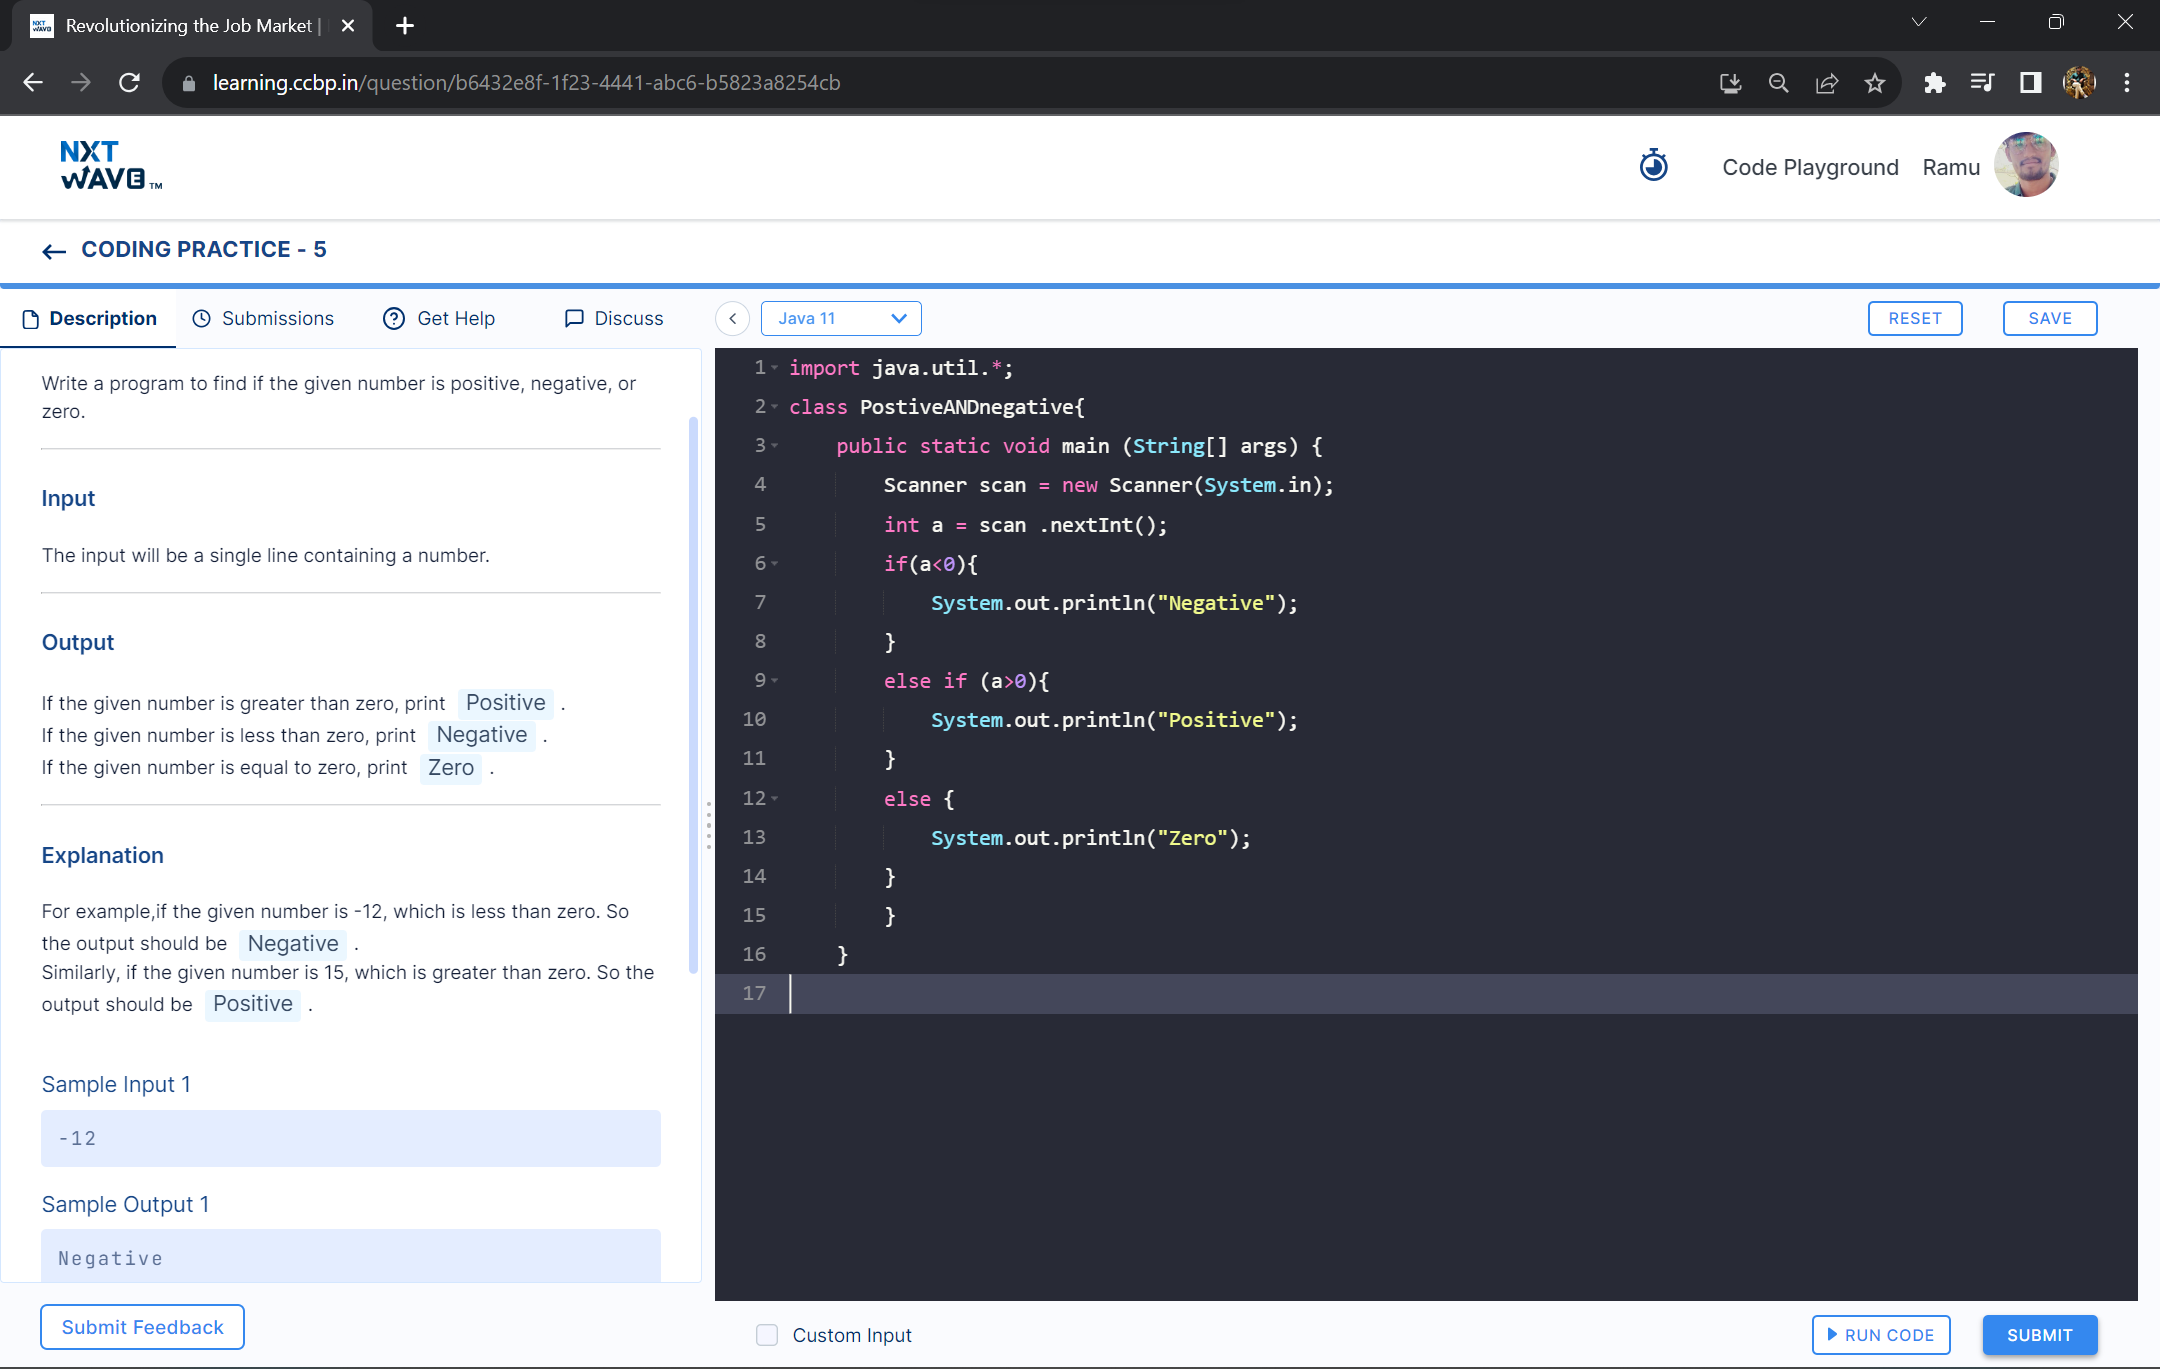 NXT WAVE
Revolutionizing the Job Market |
learning.ccbp.in/question/b6432e8f-1f23-4441-abc6-b5823a8254cb
NXT
WAVE TM
Code Playground
Ramu
CODING PRACTICE - 5
Description
Submissions
Get Help
Discuss
Java 11
RESET
SAVE
Write a program to find if the given number is positive, negative, or
zero.
Input
The input will be a single line containing a number.
Output
If the given number is greater than zero, print Positive .
If the given number is less than zero, print Negative .
If the given number is equal to zero, print Zero .
Explanation
For example,if the given number is -12, which is less than zero. So
the output should be Negative .
Similarly, if the given number is 15, which is greater than zero. So the
output should be Positive .
Sample Input 1
-12
Sample Output 1
Negative
Submit Feedback
1 import java.util.*;
2 class PostiveANDnegative{
3 public static void main (String[] args) {
4 Scanner scan = new Scanner(System.in);
5 int a = scan .nextInt();
6 if(a<0){
7 System.out.println("Negative");
8 }
9 else if (a>0){
10 System.out.println("Positive");
11 }
12 else {
13 System.out.println("Zero");
14 }
15 }
16 }
17
Custom Input
RUN CODE
SUBMIT